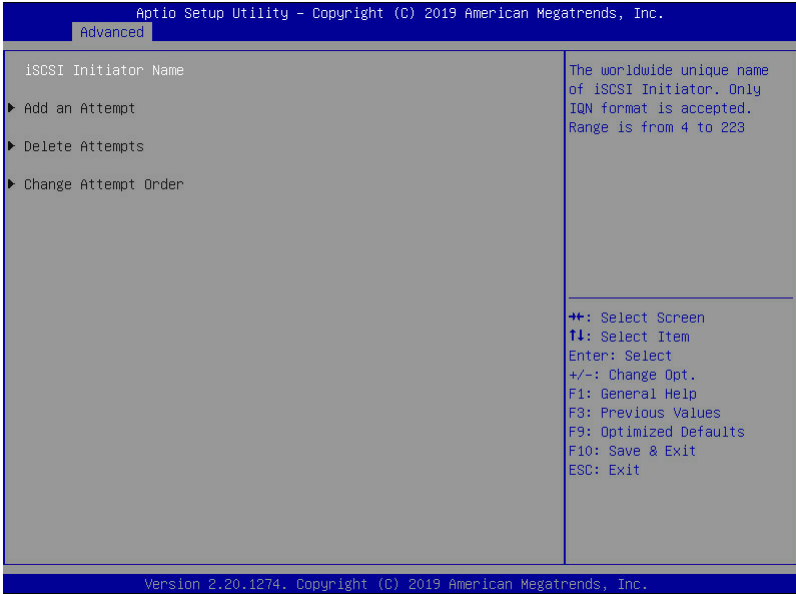 Aptio Setup Utility – Copyright (C) 2019 American Megatrends, Inc.
Advanced
iSCSI Initiator Name
▶ Add an Attempt
▶ Delete Attempts
▶ Change Attempt Order
The worldwide unique name
of iSCSI Initiator. Only
IQN format is accepted.
Range is from 4 to 223
→←: Select Screen
↑↓: Select Item
Enter: Select
+/-: Change Opt.
F1: General Help
F3: Previous Values
F9: Optimized Defaults
F10: Save & Exit
ESC: Exit
Version 2.20.1274. Copyright (C) 2019 American Megatrends, Inc.